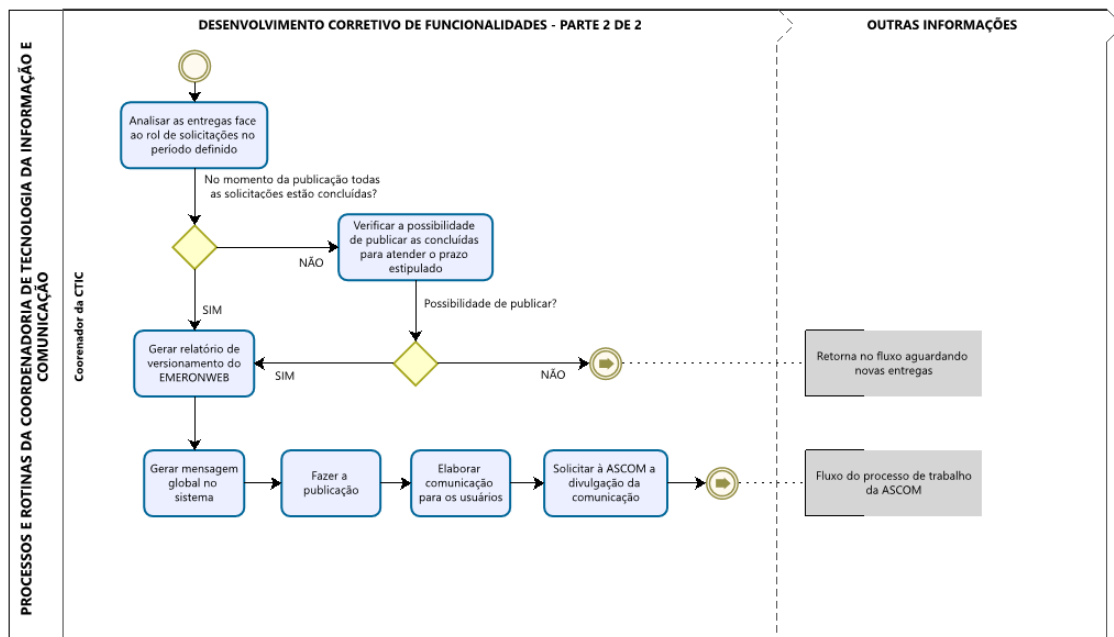 PROCESSOS E ROTINAS DA COORDENADORIA DE TECNOLOGIA DA INFORMAÇÃO E
COMUNICAÇÃO
DESENVOLVIMENTO CORRETIVO DE FUNCIONALIDADES - PARTE 2 DE 2
OUTRAS INFORMAÇÕES
Coorenador da CTIC
Analisar as entregas face
ao rol de solicitações no
período definido
No momento da publicação todas
as solicitações estão concluídas?
NÃO
Verificar a possibilidade
de publicar as concluídas
para atender o prazo
estipulado
SIM
Possibilidade de publicar?
Gerar relatório de
versionamento do
EMERONWEB
SIM
NÃO
Retorna no fluxo aguardando
novas entregas
Gerar mensagem
global no
sistema
Fazer a
publicação
Elaborar
comunicação
para os usuários
Solicitar à ASCOM a
divulgação da
comunicação
Fluxo do processo de trabalho
da ASCOM